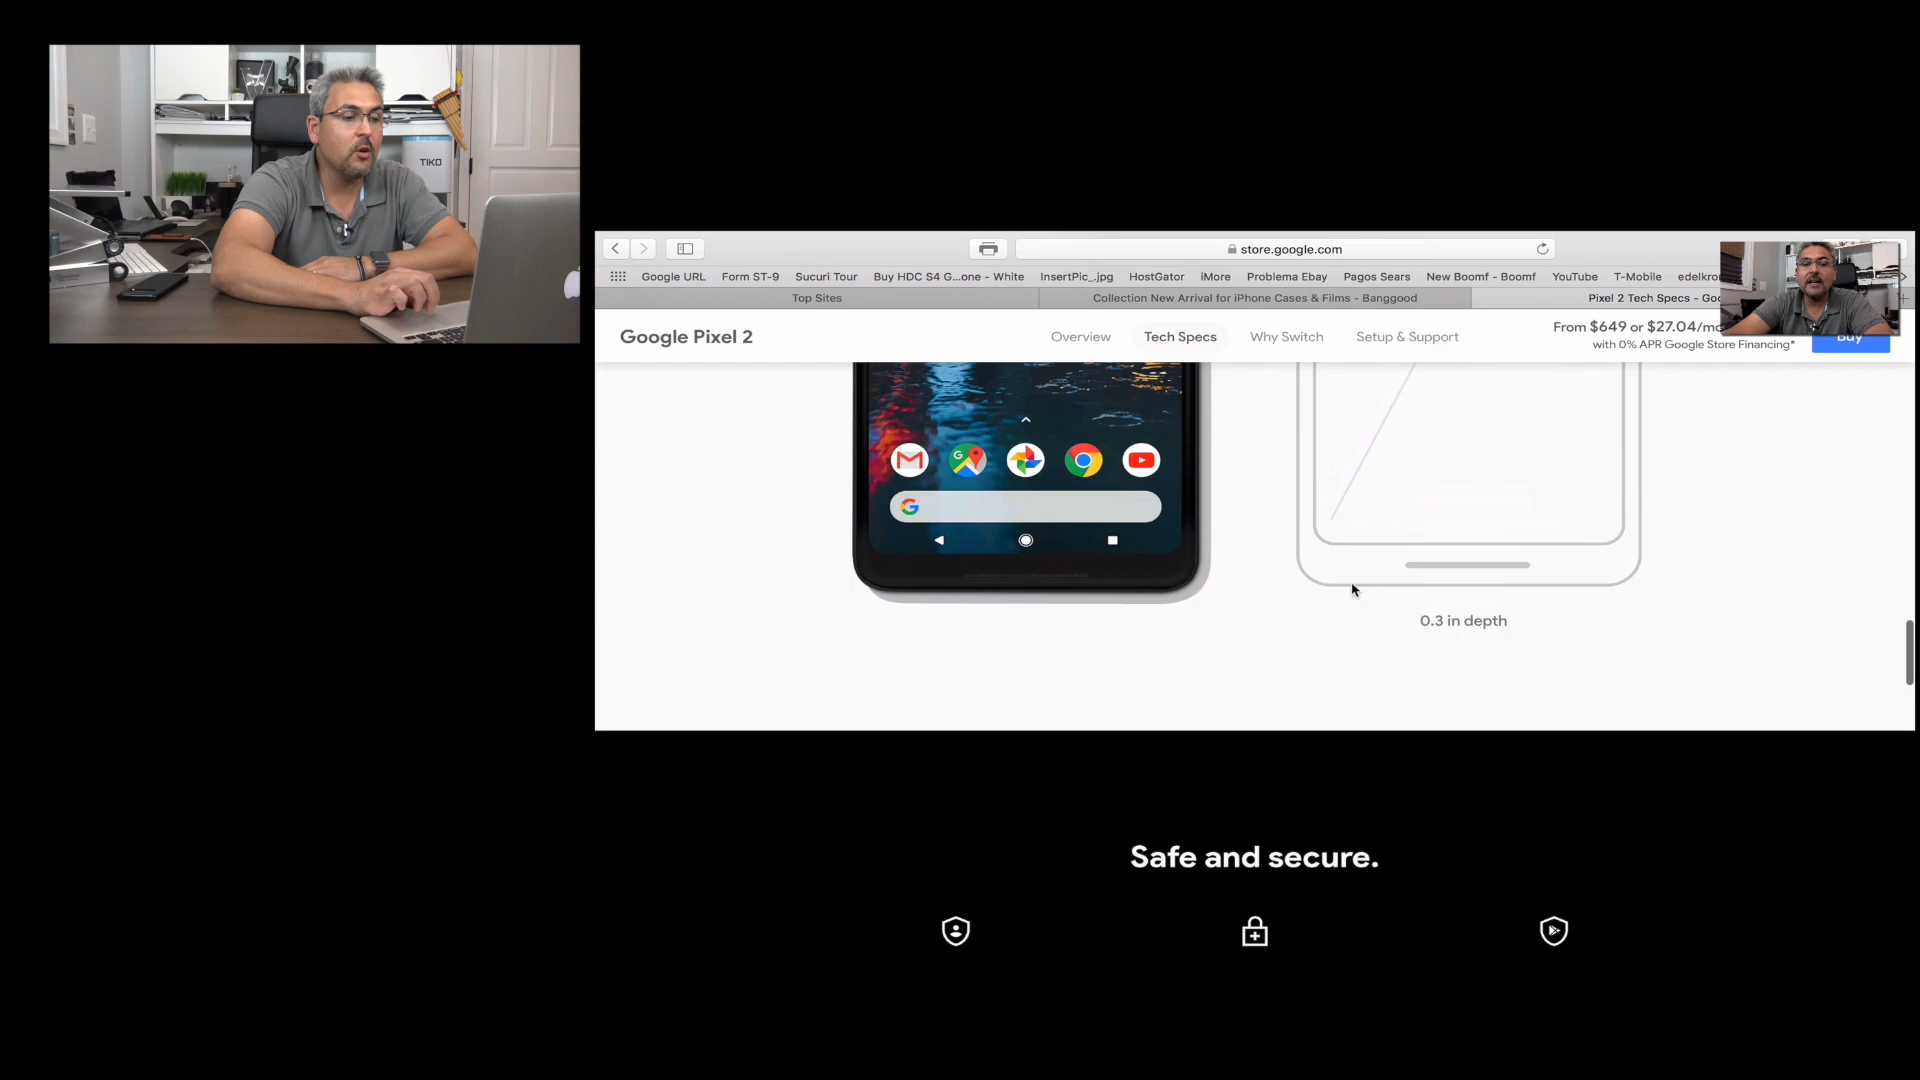 TIKO
store.google.com
Google URL Form ST-9 Sucuri Tour Buy HDC S4 G...one - White InsertPic_.jpg HostGator iMore Problema Ebay Pagos Sears New Boomf - Boomf YouTube T-Mobile edelkro
Top Sites Collection New Arrival for iPhone Cases & Films - Banggood Pixel 2 Tech Specs - Goo
Google Pixel 2 Overview Tech Specs Why Switch Setup & Support
From $649 or $27.04/mo
with 0% APR Google Store Financing*
Buy
G
0.3 in depth
Safe and secure.